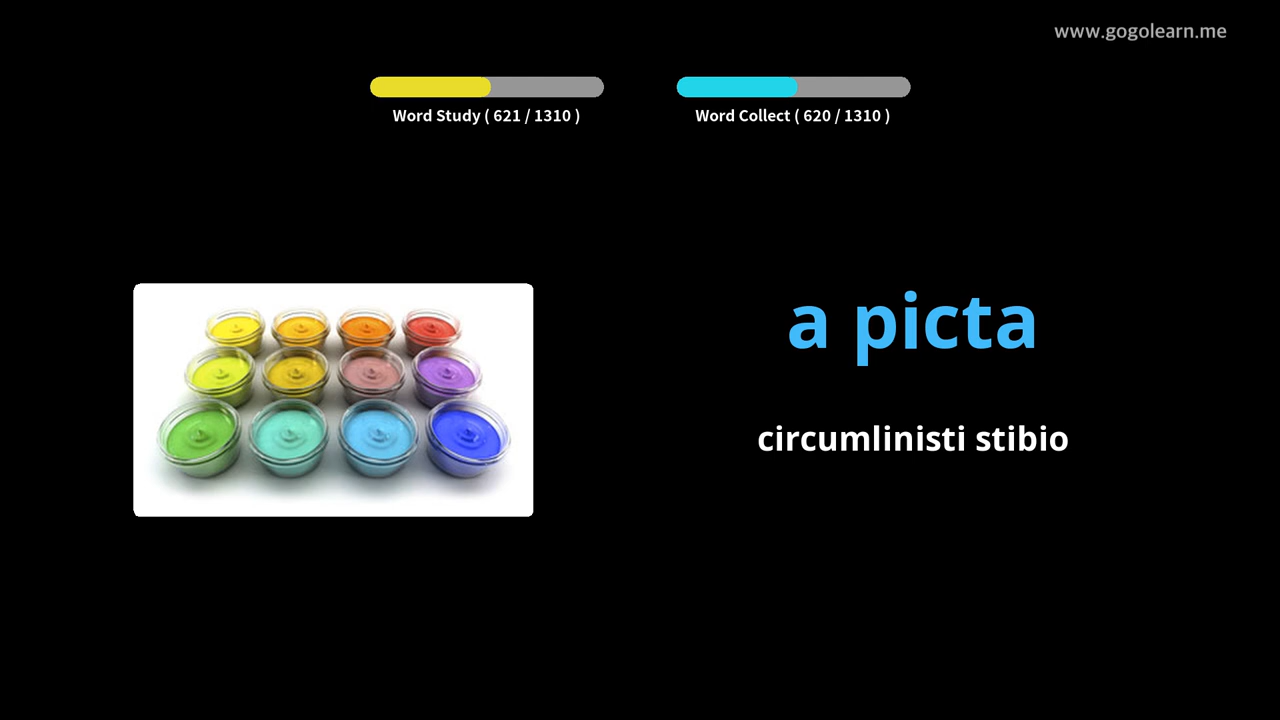 www.gogolearn.me
Word Study ( 621 / 1310 )
Word Collect ( 620 / 1310 )
a picta
circumlinisti stibio